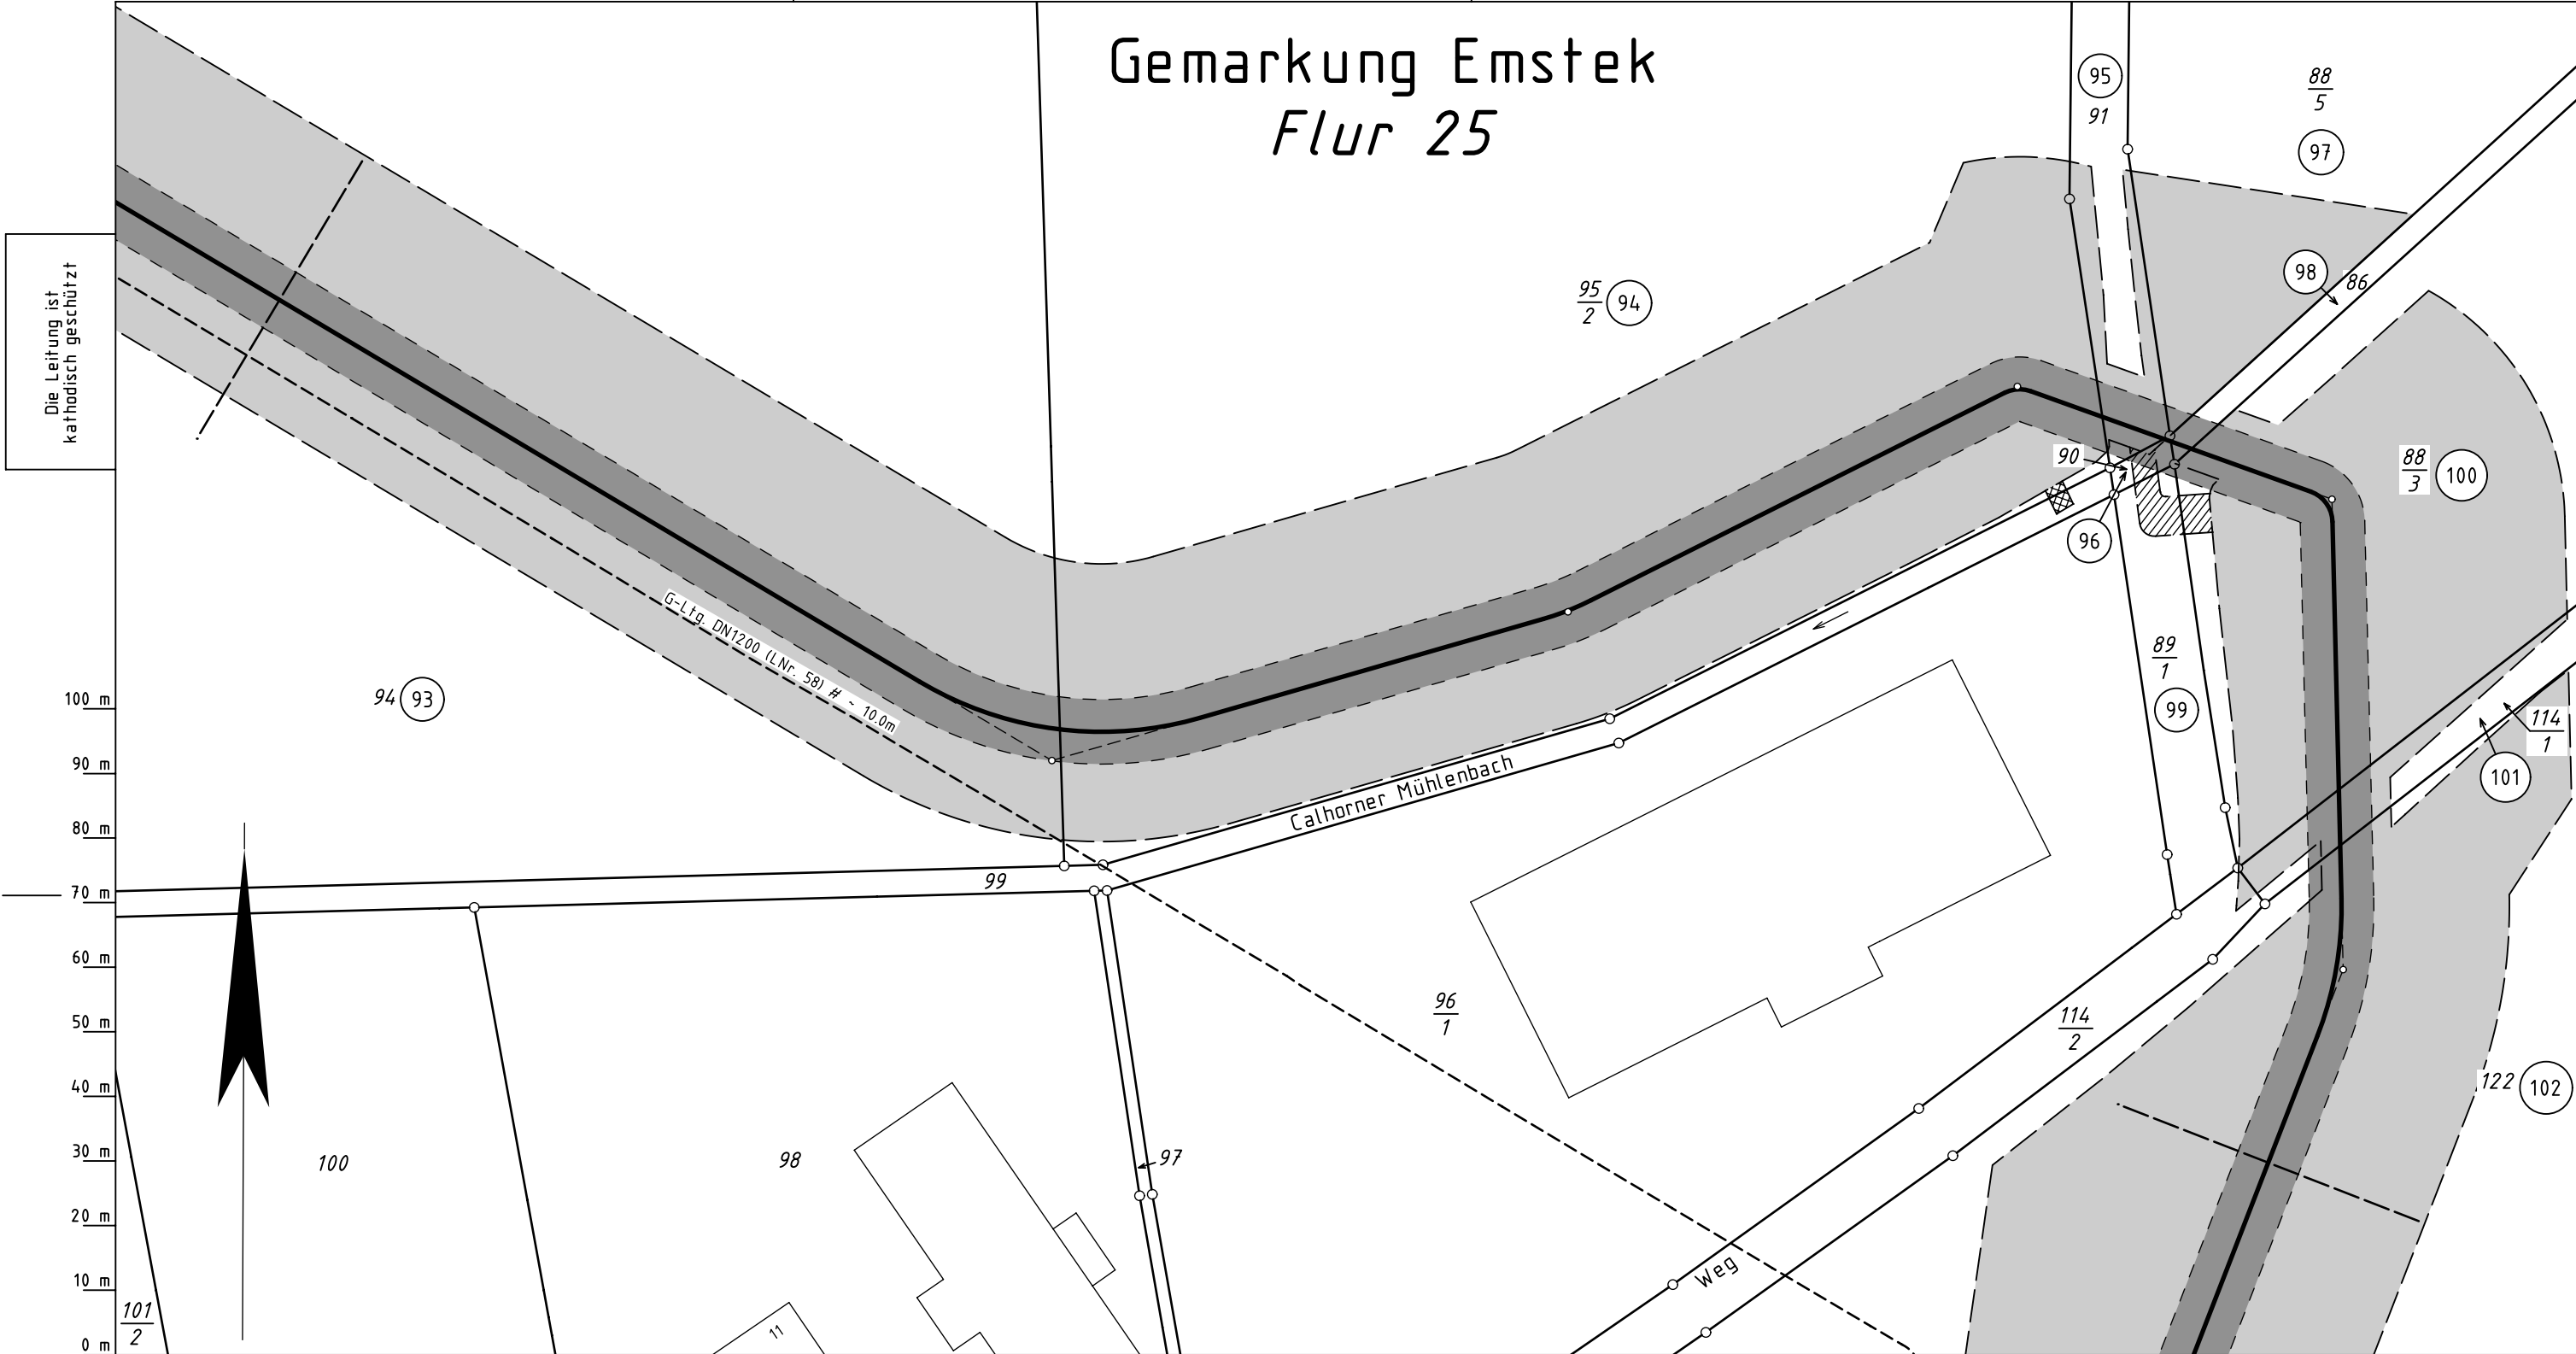 Gemarkung Emstek
Flur 25
95
91
88
5
97
98
86
95
2
94
Die Leitung ist
kathodisch geschützt
90
96
88
3
100
G-Ltg. DN1200 (LNr. 58) # ~ 10.0m
89
1
99
94
93
114
1
101
Calhorner Mühlenbach
99
96
1
114
2
122
102
100
98
97
Weg
11
101
2
100 m
90 m
80 m
70 m
60 m
50 m
40 m
30 m
20 m
10 m
0 m